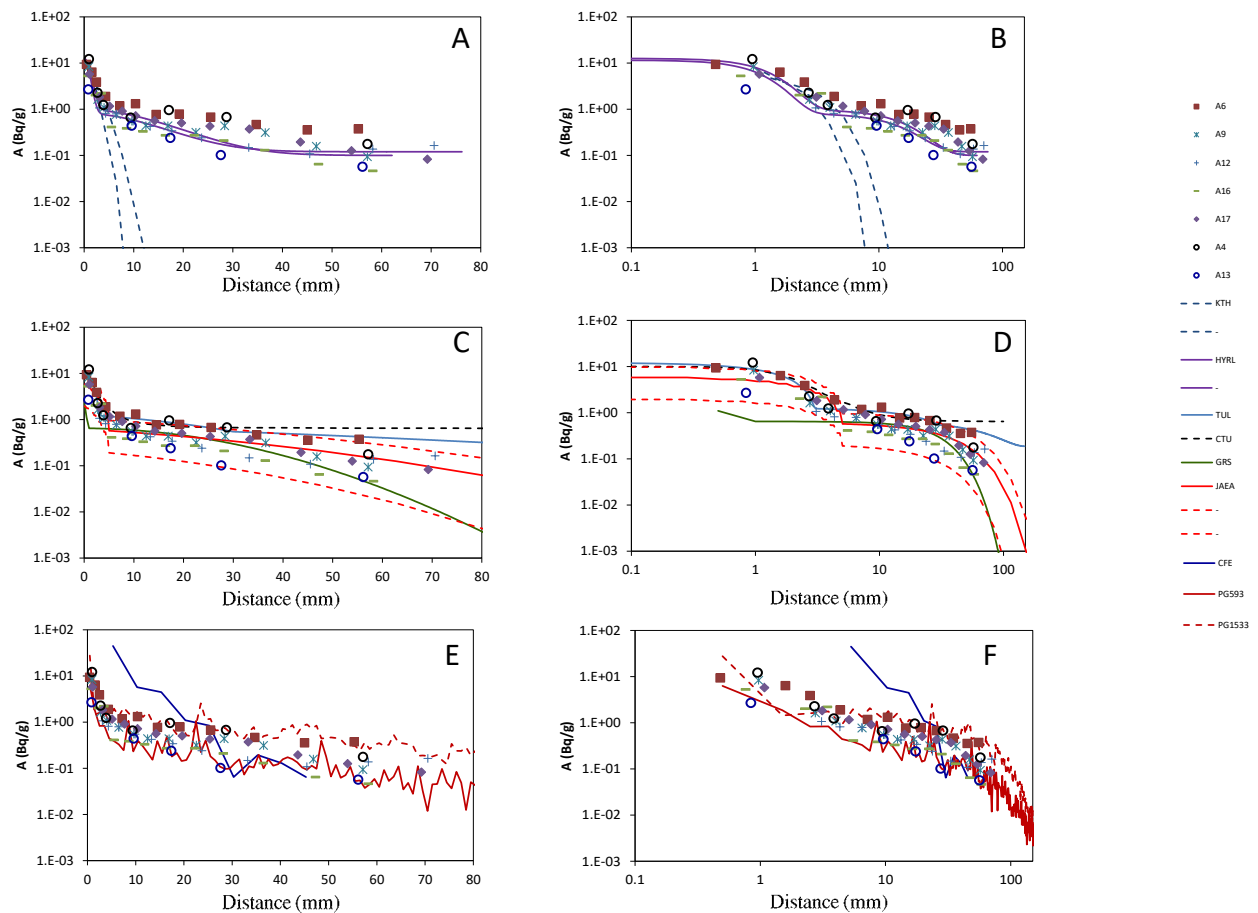 A
1.E+02
1.E+01
1.E+00
1.E-01
1.E-02
1.E-03
A (Bq/g)
0 10 20 30 40 50 60 70 80
Distance (mm)
B
1.E+02
1.E+01
1.E+00
1.E-01
1.E-02
1.E-03
A (Bq/g)
0.1 1 10 100
Distance (mm)
C
1.E+02
1.E+01
1.E+00
1.E-01
1.E-02
1.E-03
A (Bq/g)
0 10 20 30 40 50 60 70 80
Distance (mm)
D
1.E+02
1.E+01
1.E+00
1.E-01
1.E-02
1.E-03
A (Bq/g)
0.1 1 10 100
Distance (mm)
E
1.E+02
1.E+01
1.E+00
1.E-01
1.E-02
1.E-03
A (Bq/g)
0 10 20 30 40 50 60 70 80
Distance (mm)
F
1.E+02
1.E+01
1.E+00
1.E-01
1.E-02
1.E-03
A (Bq/g)
0.1 1 10 100
Distance (mm)
A6
A9
A12
A16
A17
A4
A13
KTH
-
HYRL
-
TUL
CTU
GRS
JAEA
-
-
CFE
PG593
PG1533